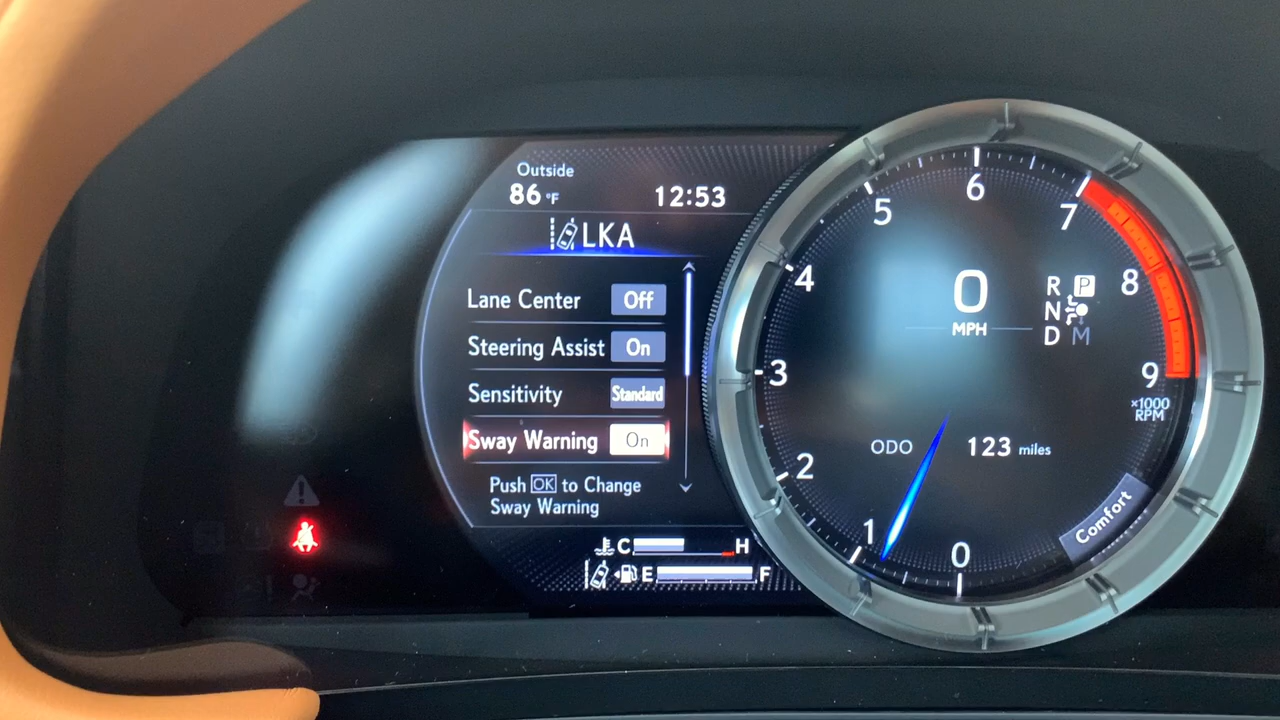 Outside
86 °F 12:53
LKA
Lane Center Off
Steering Assist On
Sensitivity Standard
Sway Warning On
Push OK to Change
Sway Warning
C H
E F
0
1
2
3
4
5
6
7
8
9
×1000
RPM
0
MPH
R P
N
D M
ODO 123 miles
Comfort